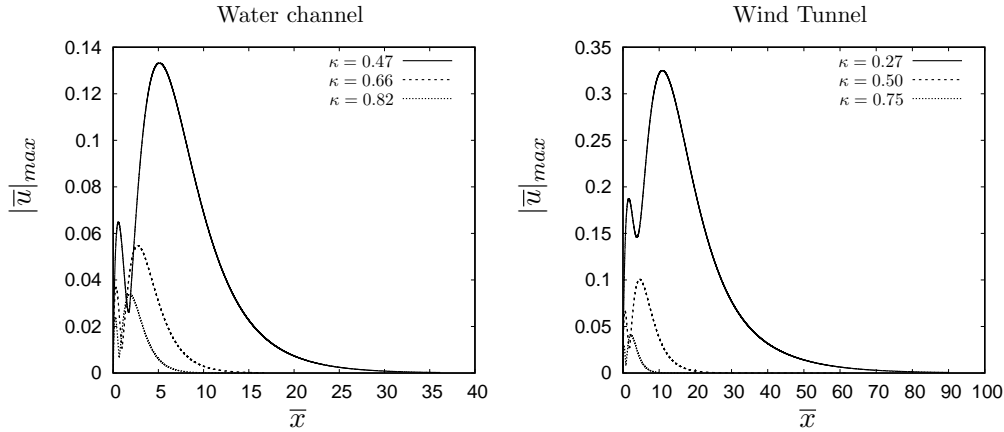 Water channel
|u̅|max
0.14
0.12
0.1
0.08
0.06
0.04
0.02
0
κ = 0.47
κ = 0.66
κ = 0.82
0 5 10 15 20 25 30 35 40
x̅
Wind Tunnel
|u̅|max
0.35
0.3
0.25
0.2
0.15
0.1
0.05
0
κ = 0.27
κ = 0.50
κ = 0.75
0 10 20 30 40 50 60 70 80 90 100
x̅